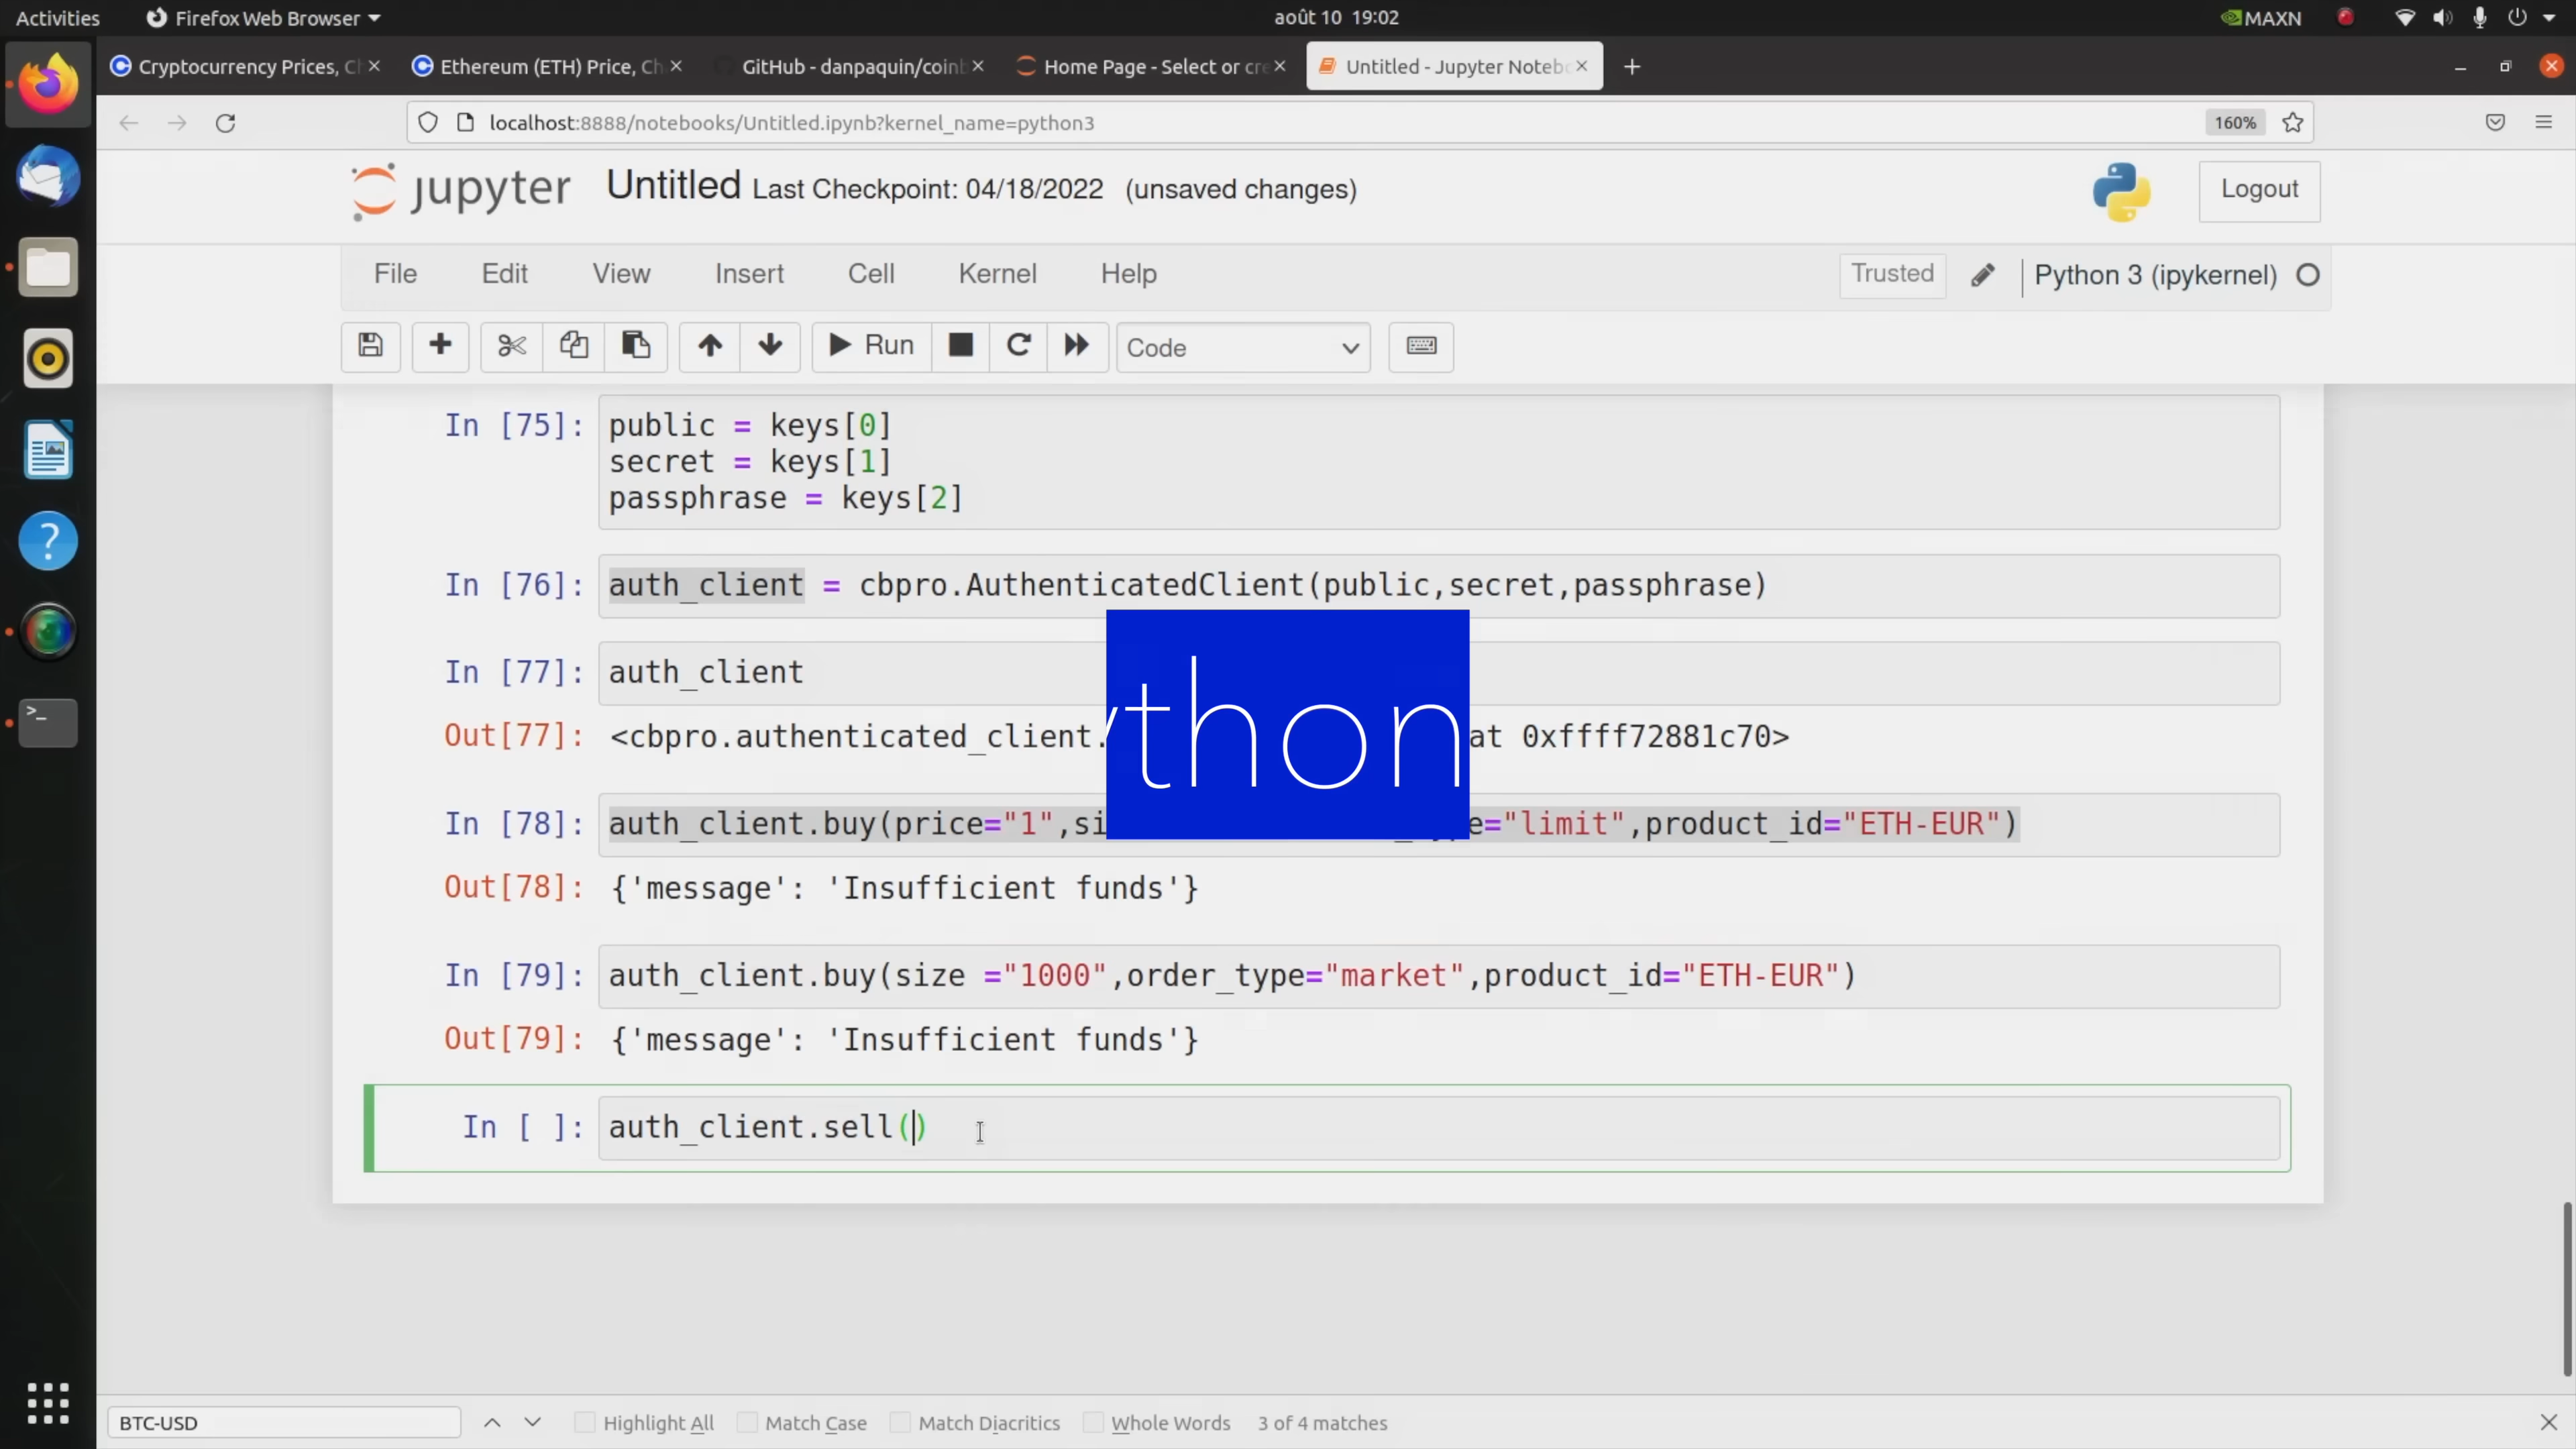 Activities
Firefox Web Browser
août 10 19:02
MAXN
Cryptocurrency Prices,
Ethereum (ETH) Price,
GitHub - danpaquin/coinb
Home Page - Select or cre
Untitled - Jupyter Noteb
localhost:8888/notebooks/Untitled.ipynb?kernel_name=python3
160%
jupyter
Untitled Last Checkpoint: 04/18/2022 (unsaved changes)
Logout
File Edit View Insert Cell Kernel Help
Trusted
Python 3 (ipykernel)
Run
Code
In [75]: public = keys[0]
secret = keys[1]
passphrase = keys[2]
In [76]: auth_client = cbpro.AuthenticatedClient(public,secret,passphrase)
In [77]: auth_client
Out[77]: <cbpro.authenticated_client. at 0xffff72881c70>
ython
In [78]: auth_client.buy(price="1",si e="limit",product_id="ETH-EUR")
Out[78]: {'message': 'Insufficient funds'}
In [79]: auth_client.buy(size ="1000",order_type="market",product_id="ETH-EUR")
Out[79]: {'message': 'Insufficient funds'}
In [ ]: auth_client.sell()
BTC-USD
Highlight All
Match Case
Match Diacritics
Whole Words
3 of 4 matches